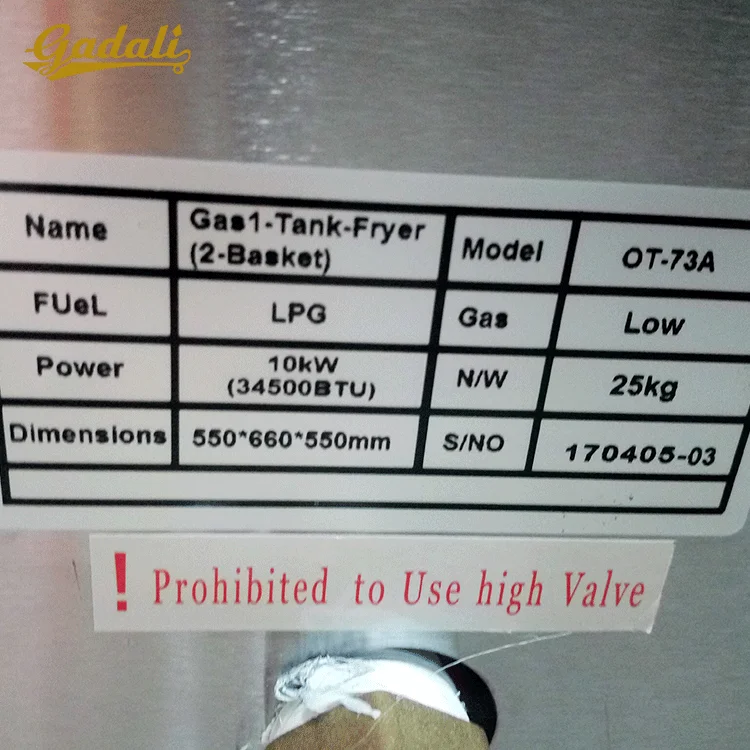 Gadali
Name Gas1-Tank-Fryer (2-Basket) Model OT-73A
FUeL LPG Gas Low
Power 10kW (34500BTU) N/W 25kg
Dimensions 550*660*550mm S/NO 170405-03
! Prohibited to Use high Valve